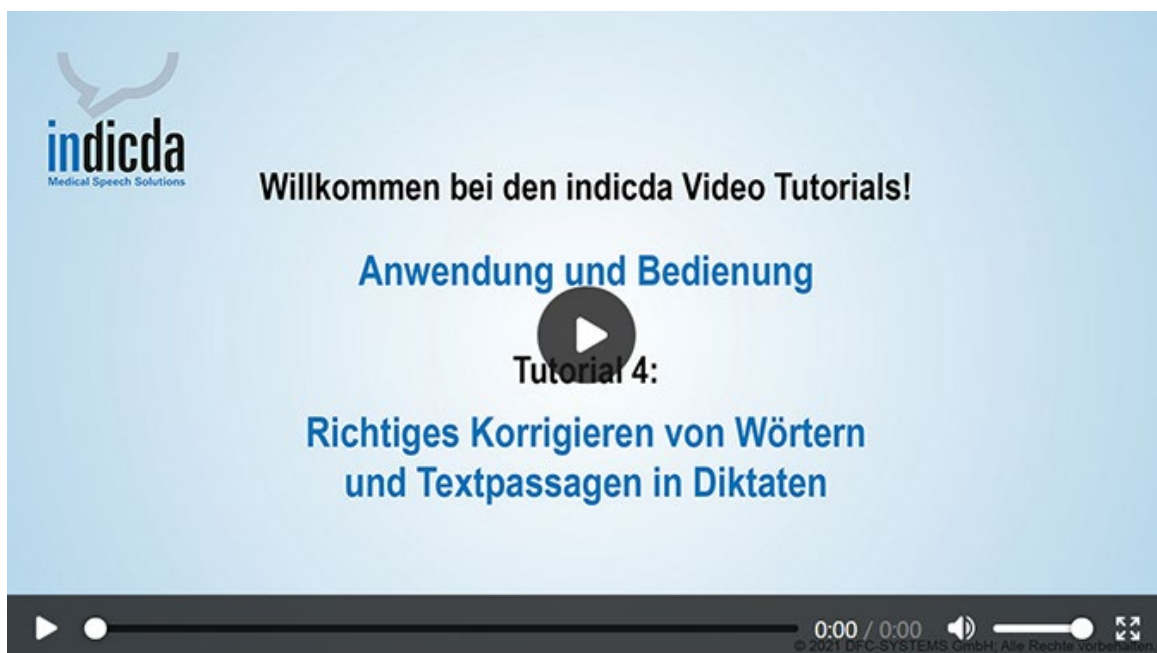 indicda
Medical Speech Solutions
Willkommen bei den indicda Video Tutorials!
Anwendung und Bedienung
Tutorial 4:
Richtiges Korrigieren von Wörtern
und Textpassagen in Diktaten
0:00 / 0:00
© 2021 DFC-SYSTEMS GmbH; Alle Rechte vorbehalten.